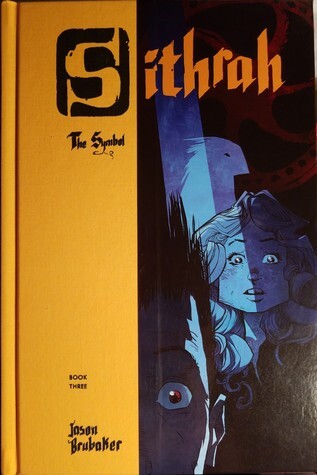 Sithrah
The Symbol
BOOK
THREE
Jason
Brubaker